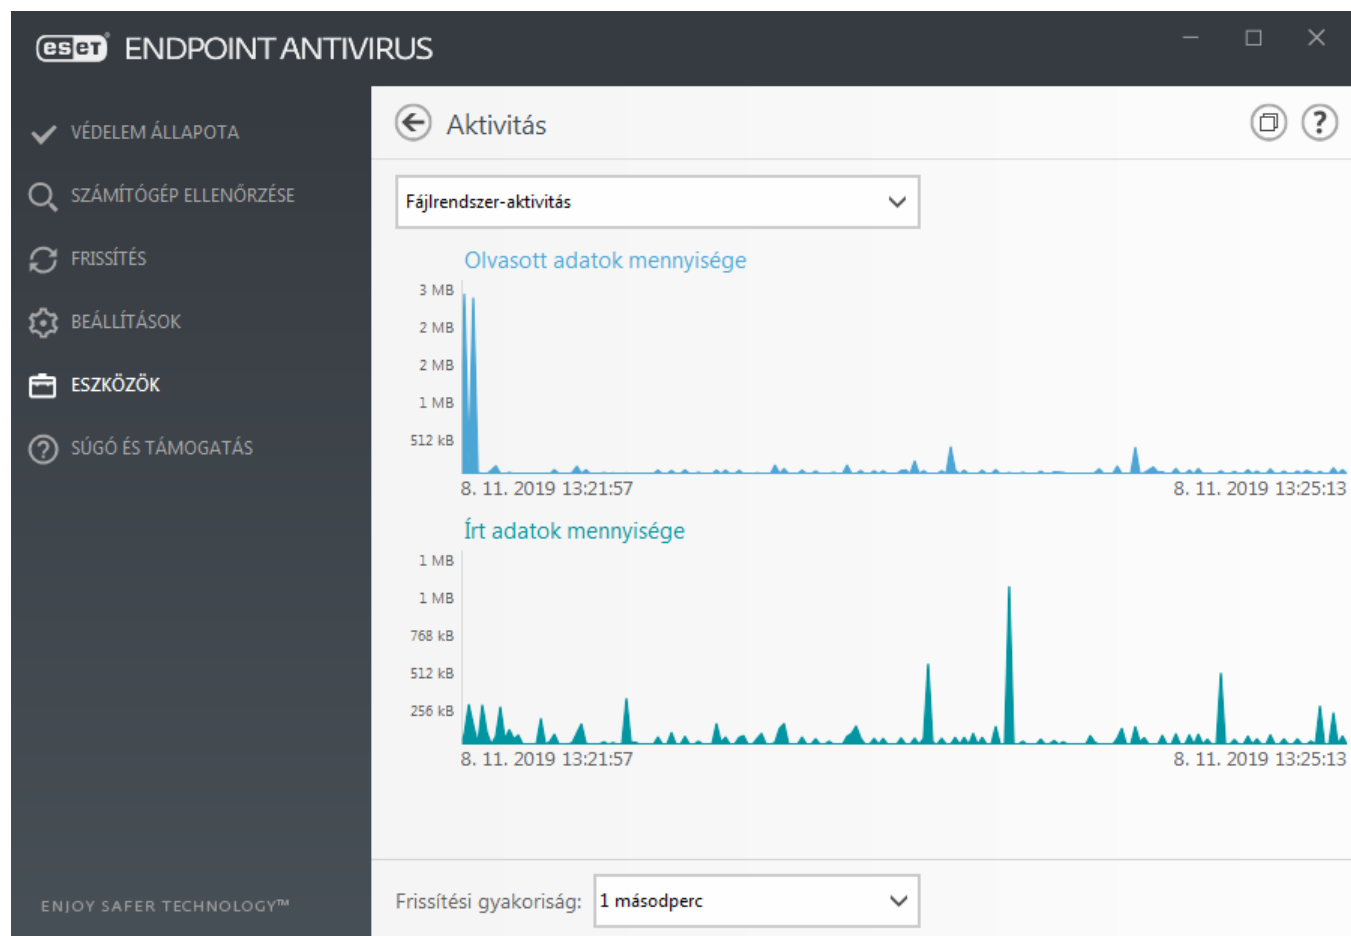 eset ENDPOINT ANTIVIRUS
VÉDELEM ÁLLAPOTA
SZÁMÍTÓGÉP ELLENŐRZÉSE
FRISSÍTÉS
BEÁLLÍTÁSOK
ESZKÖZÖK
SÚGÓ ÉS TÁMOGATÁS
ENJOY SAFER TECHNOLOGY™
Aktivitás
?
Fájlrendszer-aktivitás
Olvasott adatok mennyisége
3 MB
2 MB
2 MB
1 MB
512 kB
8. 11. 2019 13:21:57 8. 11. 2019 13:25:13
Írt adatok mennyisége
1 MB
1 MB
768 kB
512 kB
256 kB
8. 11. 2019 13:21:57 8. 11. 2019 13:25:13
Frissítési gyakoriság: 1 másodperc